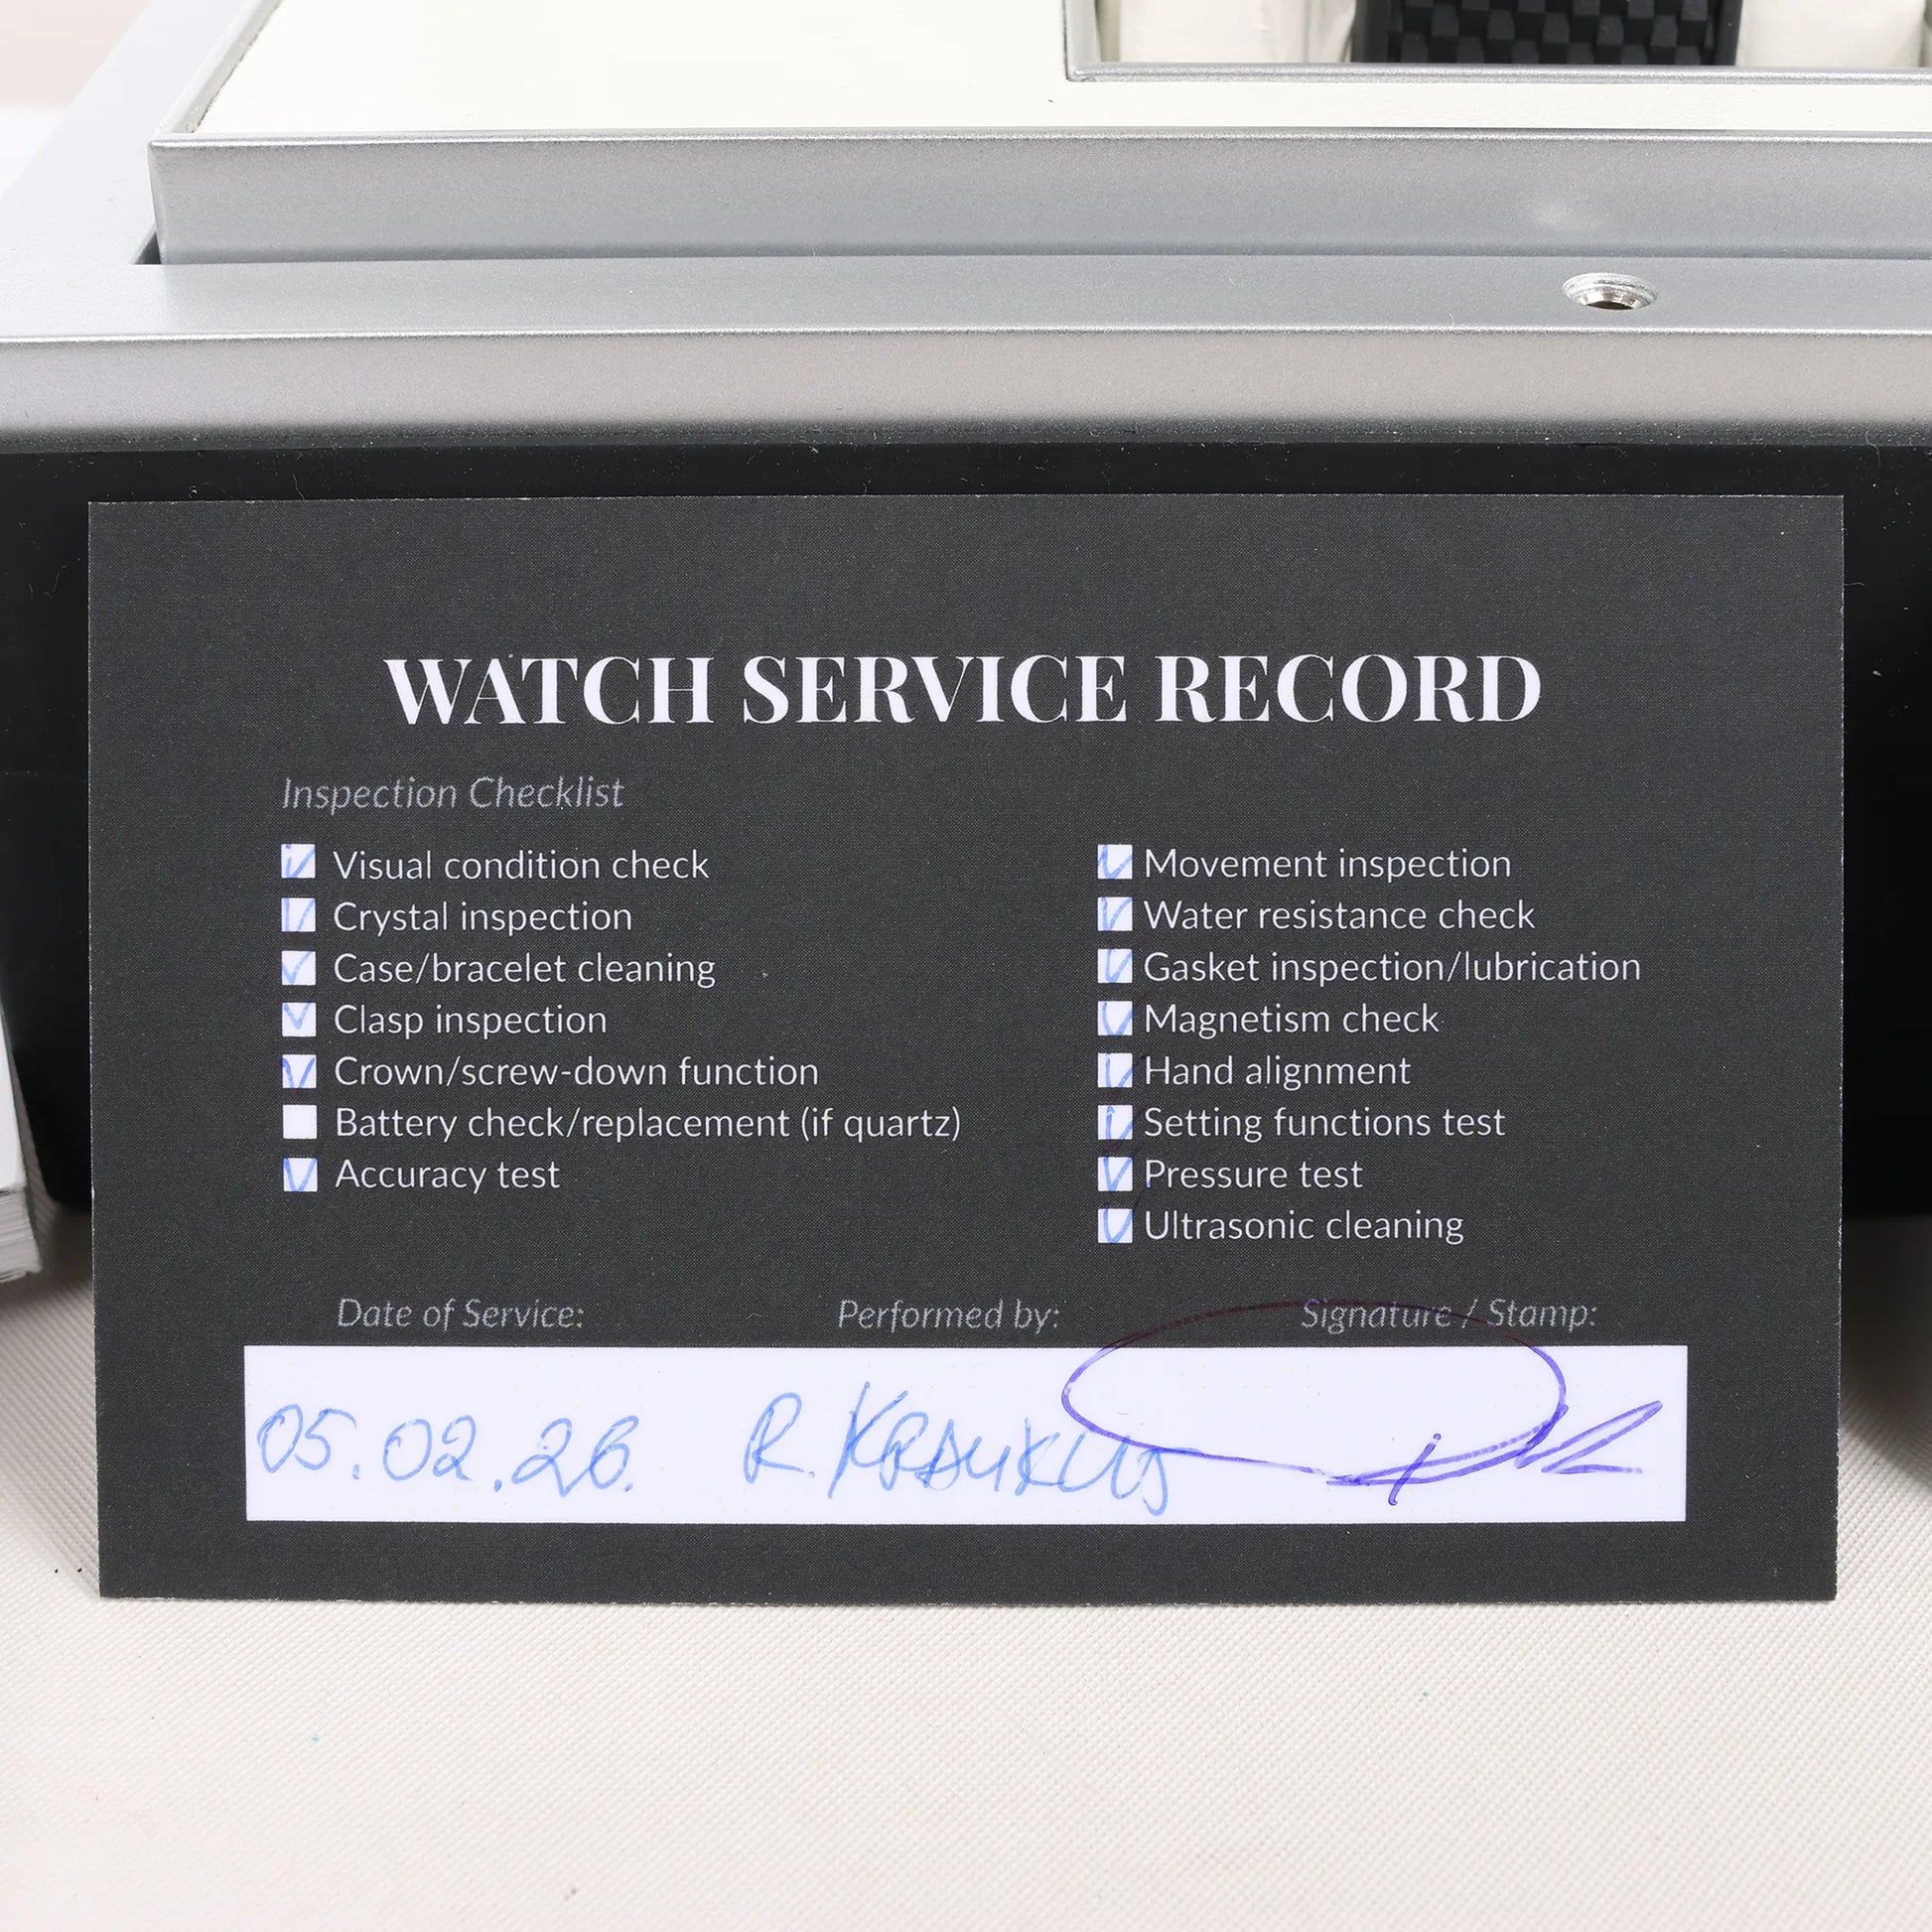 WATCH SERVICE RECORD
Inspection Checklist
Visual condition check
Crystal inspection
Case/bracelet cleaning
Clasp inspection
Crown/screw-down function
Battery check/replacement (if quartz)
Accuracy test
Movement inspection
Water resistance check
Gasket inspection/lubrication
Magnetism check
Hand alignment
Setting functions test
Pressure test
Ultrasonic cleaning
Date of Service: Performed by: Signature / Stamp:
05.02.26. R.